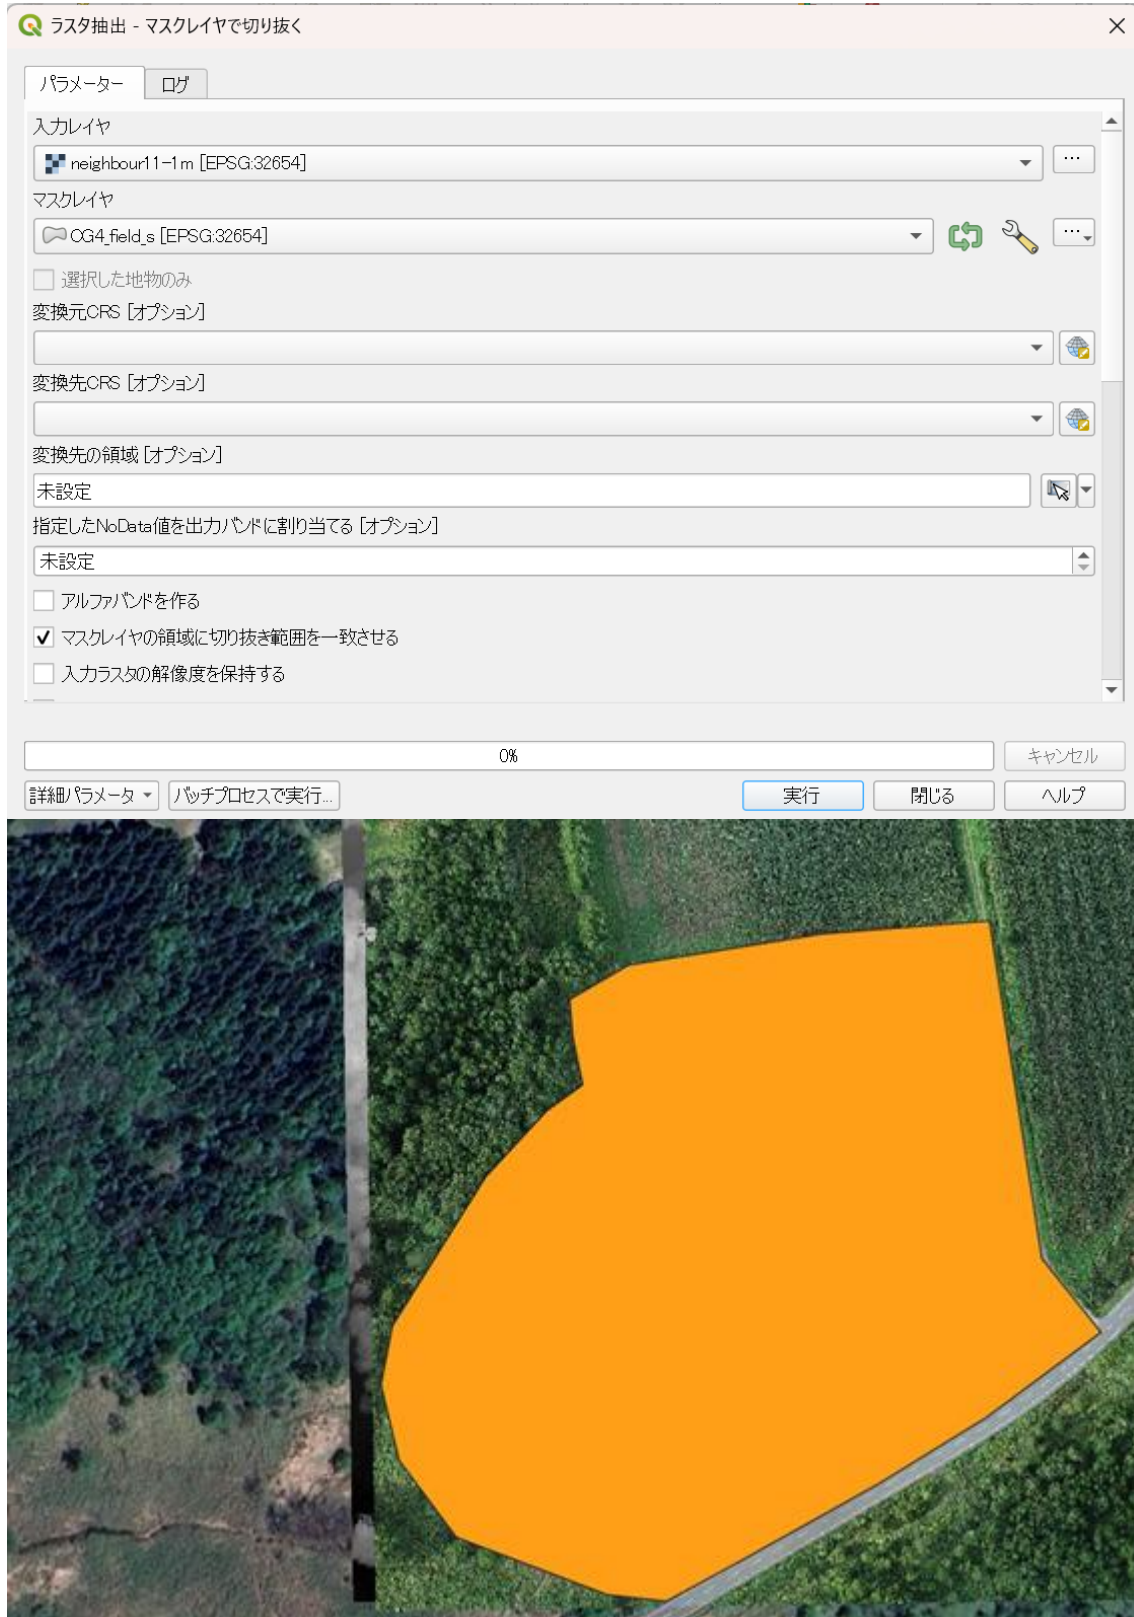 ラスタ抽出 - マスクレイヤで切り抜く
パラメーター ログ
入力レイヤ
neighbour11-1m [EPSG:32654]
…
マスクレイヤ
CG4_field_s [EPSG:32654]
…
選択した地物のみ
変換元CRS [オプション]
変換先CRS [オプション]
変換先の領域 [オプション]
未設定
指定したNoData値を出力バンドに割り当てる [オプション]
未設定
アルファバンドを作る
マスクレイヤの領域に切り抜き範囲を一致させる
入力ラスタの解像度を保持する
0% キャンセル
詳細パラメータ バッチプロセスで実行... 実行 閉じる ヘルプ